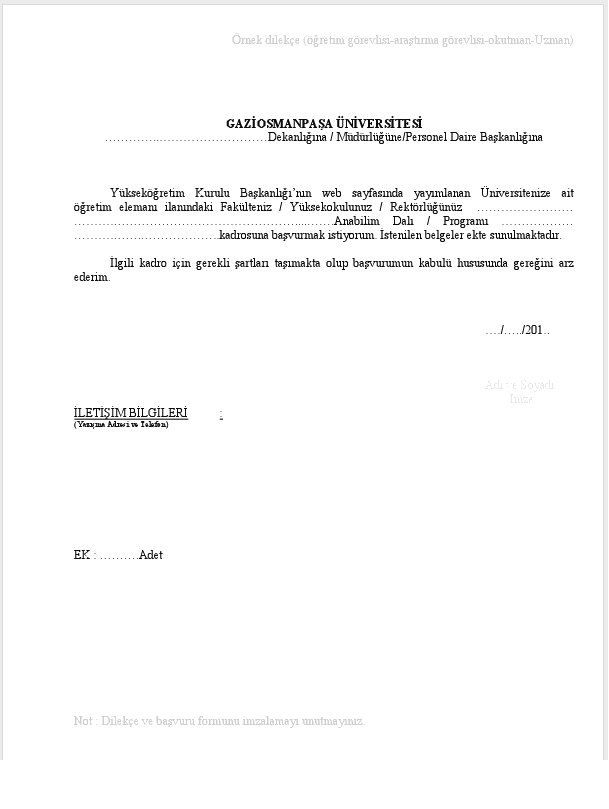 Örnek dilekçe (öğretim görevlisi-araştırma görevlisi-okutman-Uzman)
GAZİOSMANPAŞA ÜNİVERSİTESİ
…………..…………………….Dekanlığına / Müdürlüğüne/Personel Daire Başkanlığına
Yükseköğretim Kurulu Başkanlığı’nın web sayfasında yayımlanan Üniversitenize ait
öğretim elemanı ilanındaki Fakülteniz / Yüksekokulunuz / Rektörlüğünüz ……………………
…………………………………………………....…….Anabilim Dalı / Programı ………………
………..…………………….kadrosuna başvurmak istiyorum. İstenilen belgeler ekte sunulmaktadır.
İlgili kadro için gerekli şartları taşımakta olup başvurumun kabulü hususunda gereğini arz
ederim.
…./…../201..
Adı ve Soyadı
İmza
İLETİŞİM BİLGİLERİ :
(Yazışma Adresi ve Telefon)
EK : ……….Adet
Not : Dilekçe ve başvuru formunu imzalamayı unutmayınız.